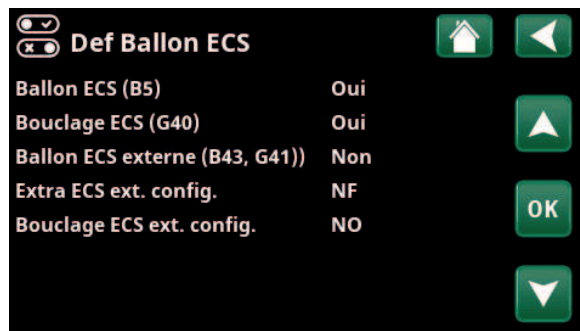 Def Ballon ECS
Ballon ECS (B5) Oui
Bouclage ECS (G40) Oui
Ballon ECS externe (B43, G41)) Non
Extra ECS ext. config. NF
Bouclage ECS ext. config. NO
OK